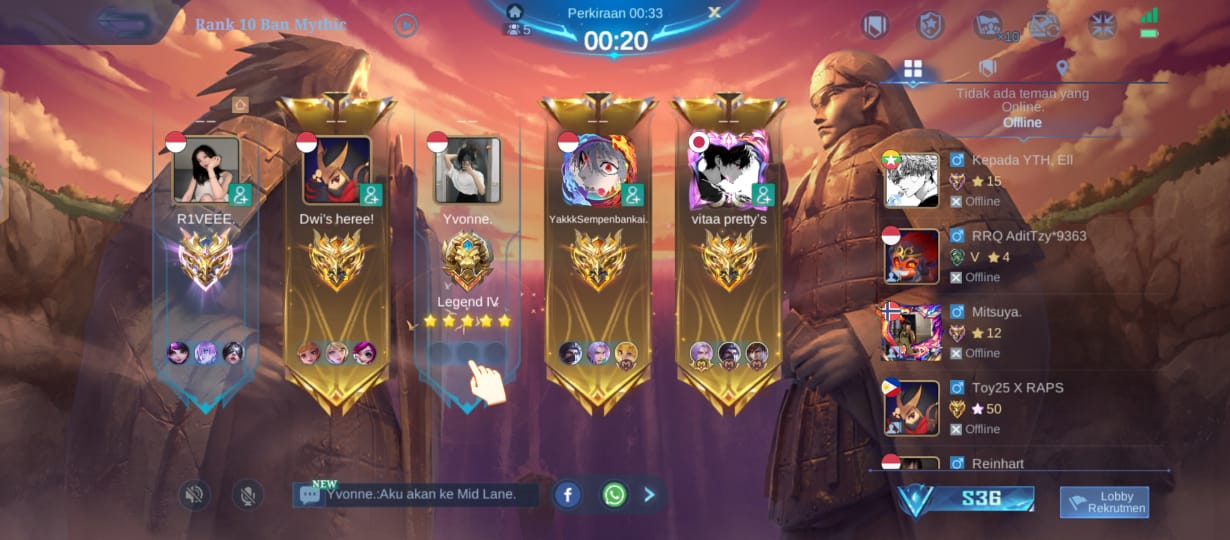 Rank 10 Ban Mythic
5
Perkiraan 00:33
X
00:20
×10
R1VEEE.
Dwi's heree!
Yvonne.
YakkkSempenbankai.
vitaa pretty's
Legend IV
NEW
Yvonne.:Aku akan ke Mid Lane.
Tidak ada teman yang
Online.
Offline
Kepada YTH, Ell
15
Offline
RRQ AditTzy*9363
V 4
Offline
Mitsuya.
12
Offline
Toy25 X RAPS
50
Offline
Reinhart
S36
Lobby
Rekrutmen